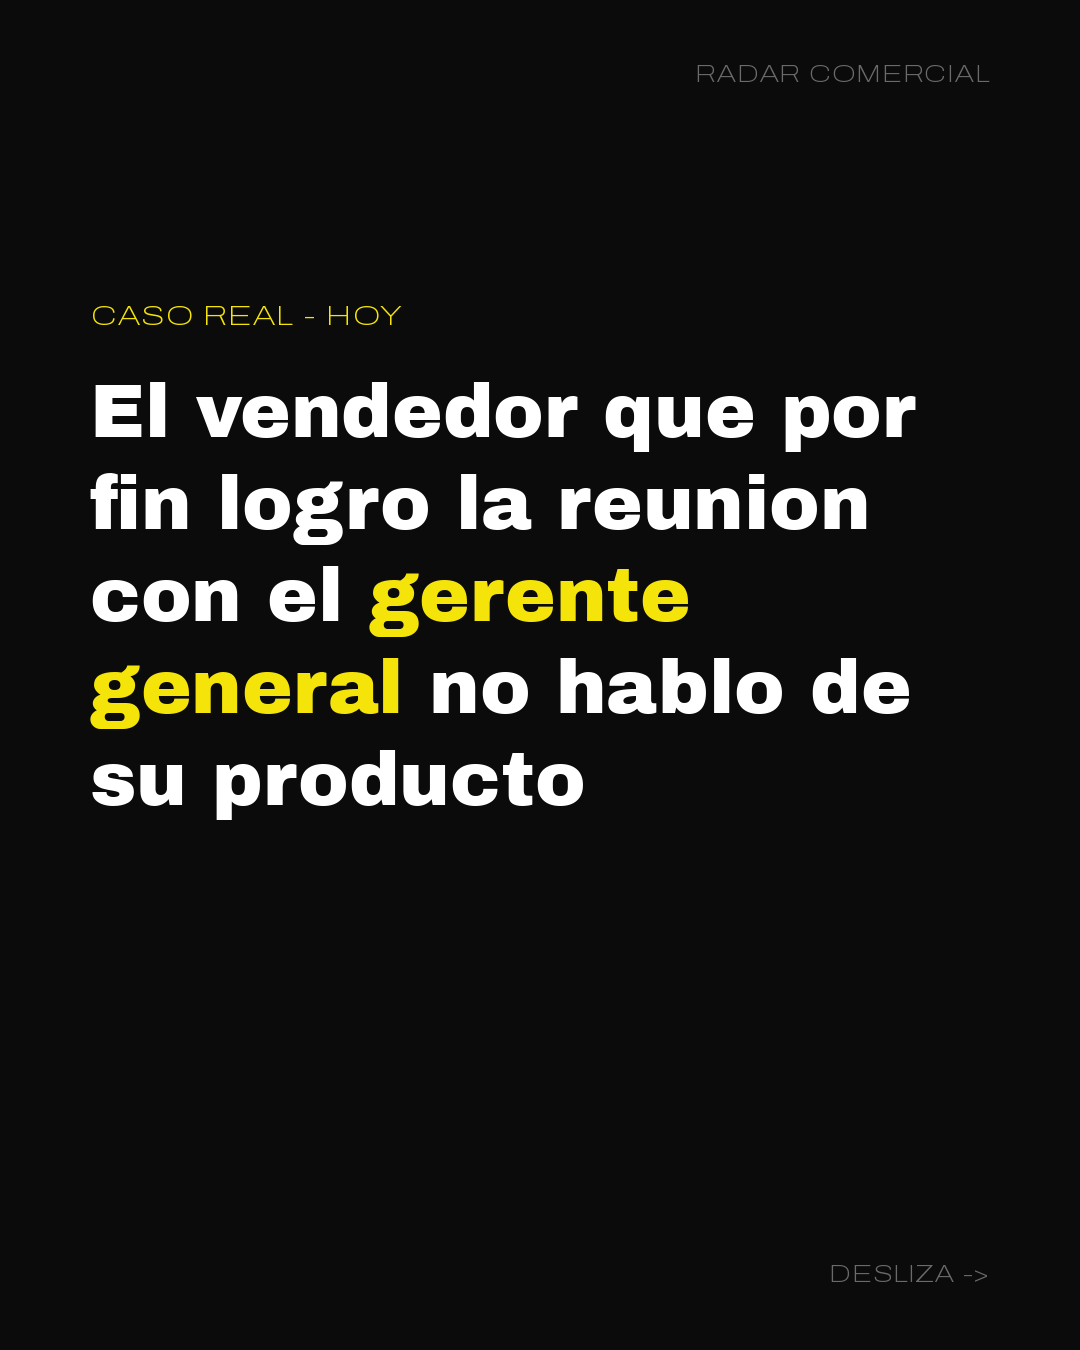 RADAR COMERCIAL
CASO REAL - HOY
El vendedor que por
fin logro la reunion
con el gerente
general no hablo de
su producto
DESLIZA ->